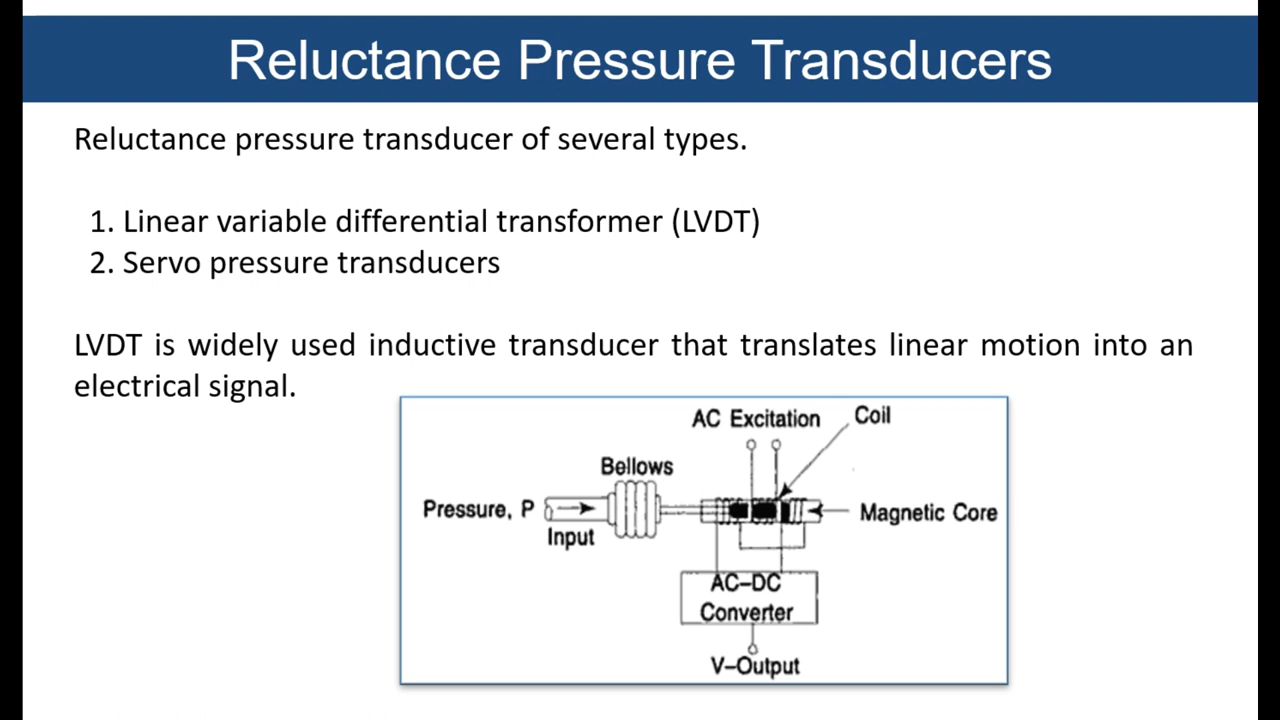 Reluctance Pressure Transducers
Reluctance pressure transducer of several types.
1. Linear variable differential transformer (LVDT)
2. Servo pressure transducers
LVDT is widely used inductive transducer that translates linear motion into an
electrical signal.
AC Excitation
Coil
Bellows
Pressure, P
Input
Magnetic Core
AC–DC
Converter
V–Output